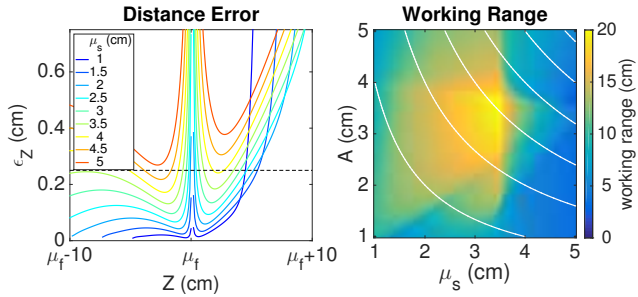 Distance Error
μs (cm)
1
1.5
2
2.5
3
3.5
4
4.5
5
0.6
0.4
0.2
0
εZ (cm)
μf-10
μf
μf+10
Z (cm)
Working Range
5
4
3
2
1
A (cm)
1
2
3
4
5
μs (cm)
20
15
10
5
0
working range (cm)